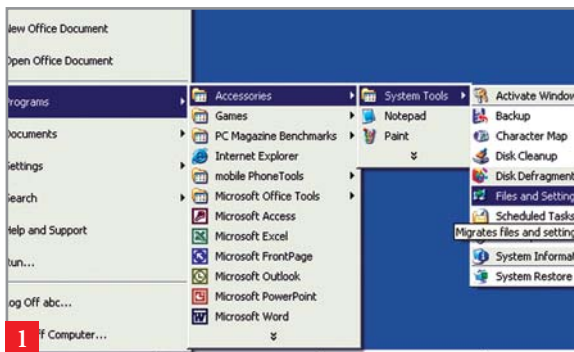 New Office Document
Open Office Document
Programs
Documents
Settings
Search
Help and Support
Run...
Log Off abc...
ff Computer...
Accessories
Games
PC Magazine Benchmarks
Internet Explorer
mobile PhoneTools
Microsoft Office Tools
Microsoft Access
Microsoft Excel
Microsoft FrontPage
Microsoft Outlook
Microsoft PowerPoint
Microsoft Word
System Tools
Notepad
Paint
Activate Window
Backup
Character Map
Disk Cleanup
Disk Defragment
Files and Setting
Scheduled Tasks
Migrates files and setting
System Informat
System Restore
1